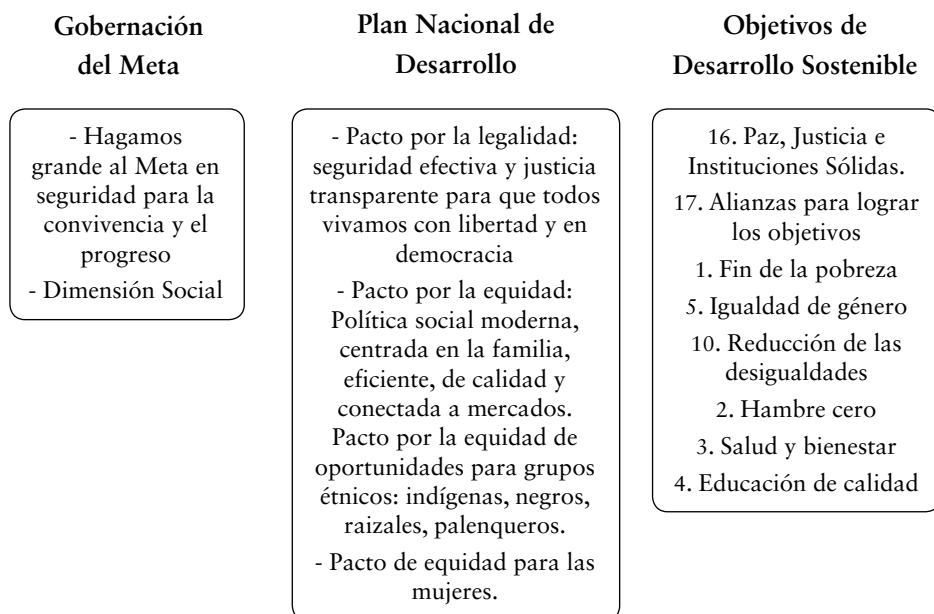 Gobernación
del Meta
- Hagamos
grande al Meta en
seguridad para la
convivencia y el
progreso
- Dimensión Social
Plan Nacional de
Desarrollo
- Pacto por la legalidad:
seguridad efectiva y justicia
transparente para que todos
vivamos con libertad y en
democracia
- Pacto por la equidad:
Política social moderna,
centrada en la familia,
eficiente, de calidad y
conectada a mercados.
Pacto por la equidad de
oportunidades para grupos
étnicos: indígenas, negros,
raizales, palenqueros.
- Pacto de equidad para las
mujeres.
Objetivos de
Desarrollo Sostenible
16. Paz, Justicia e
Instituciones Sólidas.
17. Alianzas para lograr
los objetivos
1. Fin de la pobreza
5. Igualdad de género
10. Reducción de las
desigualdades
2. Hambre cero
3. Salud y bienestar
4. Educación de calidad